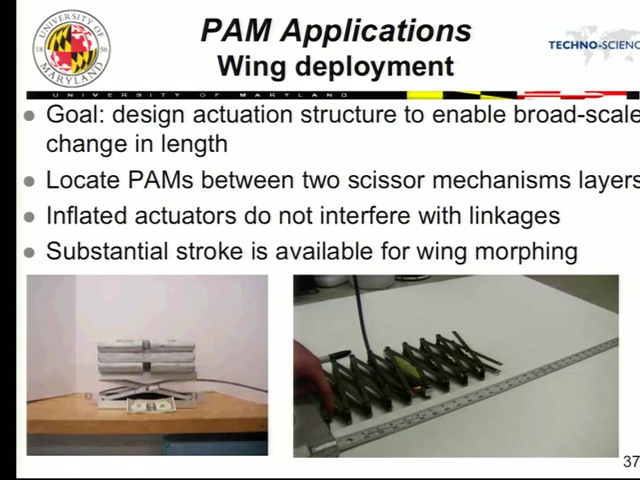 UNIVERSITY OF
18 56
MARYLAND
PAM Applications
Wing deployment
TECHNO-SCIENC
UNIVERSITY OF MARYLAND
Goal: design actuation structure to enable broad-scale
change in length
Locate PAMs between two scissor mechanisms layers
Inflated actuators do not interfere with linkages
Substantial stroke is available for wing morphing
37